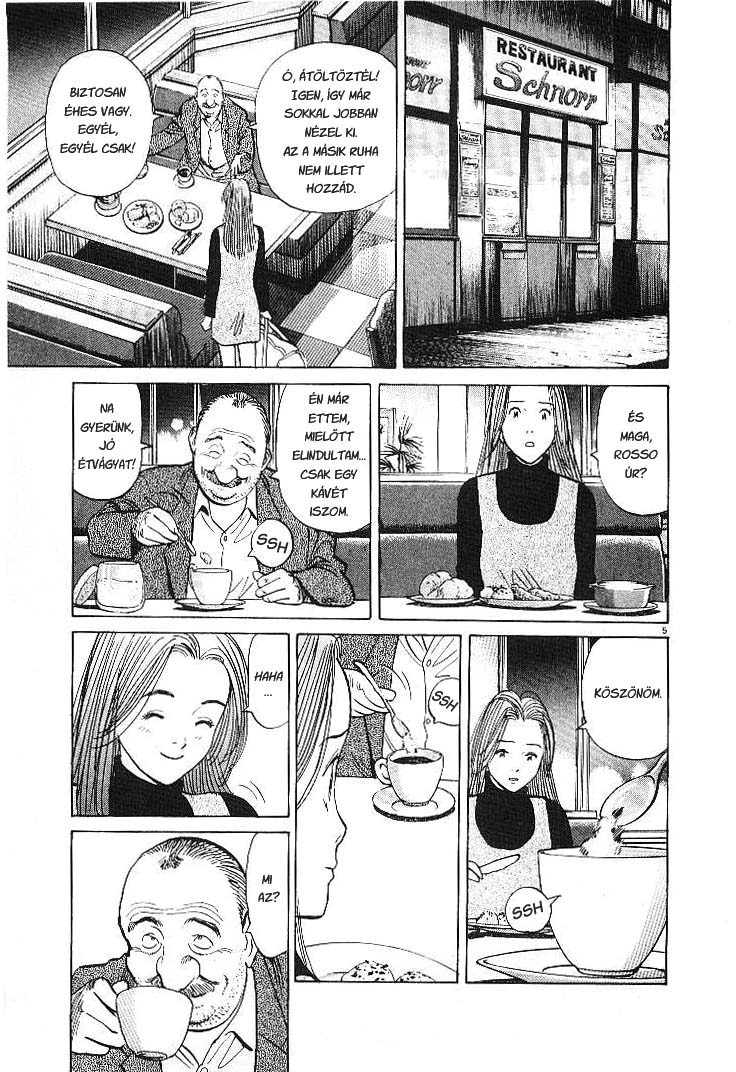 RESTAURANT
Schnorr
Ó, ÁTÖLTÖZTÉL!
IGEN, ÍGY MÁR
SOKKAL JOBBAN
NÉZEL KI.
AZ A MÁSIK RUHA
NEM ILLETT
HOZZÁD.
BIZTOSAN
ÉHES VAGY.
EGYÉL,
EGYÉL CSAK!
ÉS
MAGA,
ROSSO
ÚR?
ÉN MÁR
ETTEM,
MIELŐTT
ELINDULTAM...
CSAK EGY
KÁVÉT
ISZOM.
SSH
NA
GYERÜNK,
JÓ
ÉTVÁGYAT!
5
KÖSZÖNÖM.
SSH
SSH
HAHA
...
MI
AZ?